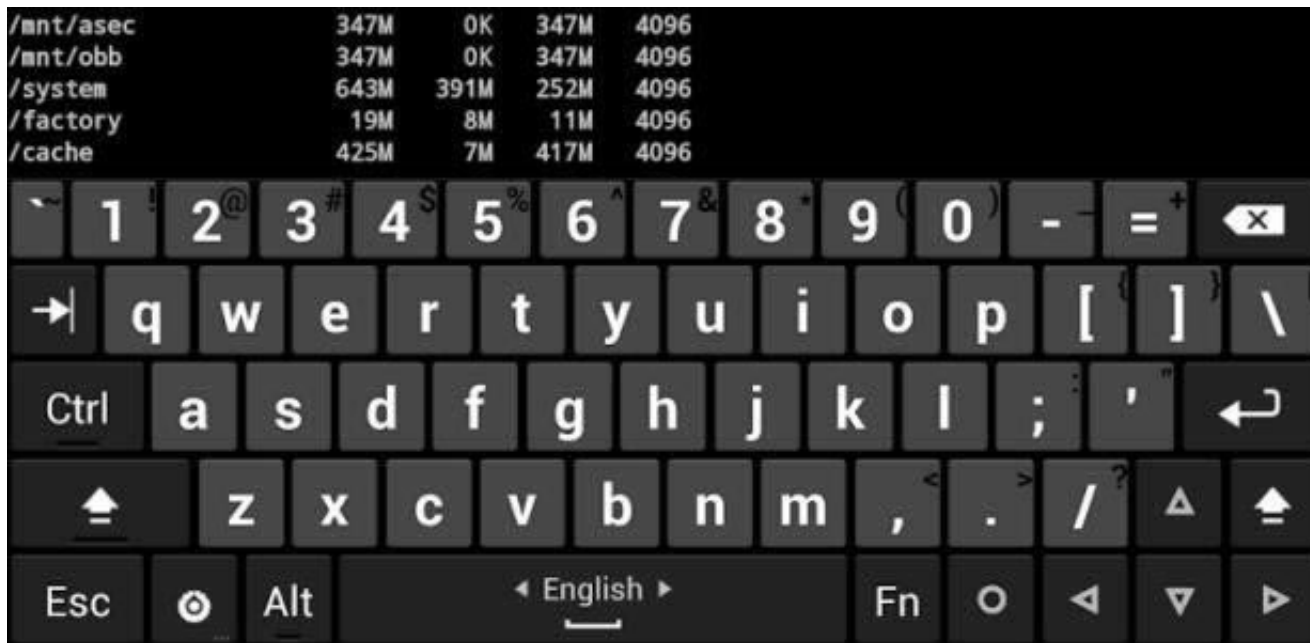 /mnt/asec 347M 0K 347M 4096
/mnt/obb 347M 0K 347M 4096
/system 643M 391M 252M 4096
/factory 19M 8M 11M 4096
/cache 425M 7M 417M 4096
` ~ 1 ! 2 @ 3 # 4 $ 5 % 6 ^ 7 & 8 * 9 ( 0 ) - _ = +
q w e r t y u i o p [ { ] } \
Ctrl a s d f g h j k l ; : ' "
z x c v b n m , < . > / ?
Esc Alt English Fn